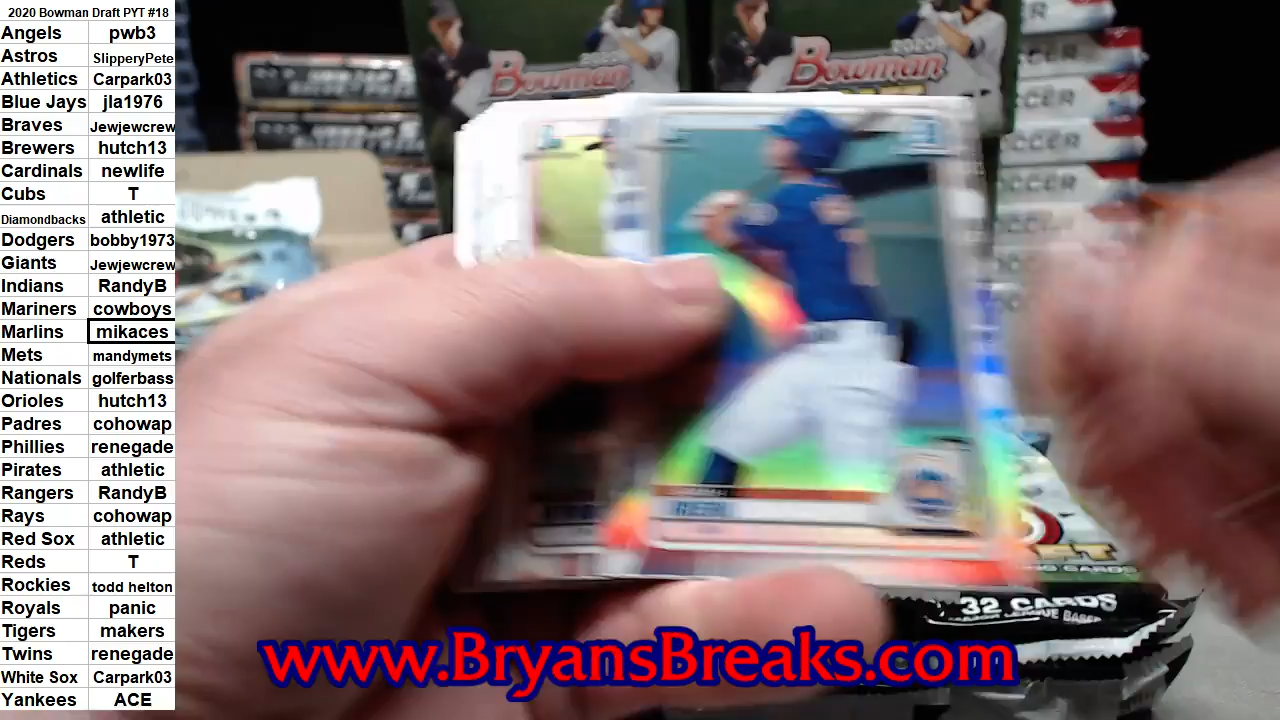 2020 Bowman Draft PYT #18
Angels pwb3
Astros SlipperyPete
Athletics Carpark03
Blue Jays jla1976
Braves Jewjewcrew
Brewers hutch13
Cardinals newlife
Cubs T
Diamondbacks athletic
Dodgers bobby1973
Giants Jewjewcrew
Indians RandyB
Mariners cowboys
Marlins mikaces
Mets mandymets
Nationals golferbass
Orioles hutch13
Padres cohowap
Phillies renegade
Pirates athletic
Rangers RandyB
Rays cohowap
Red Sox athletic
Reds T
Rockies todd helton
Royals panic
Tigers makers
Twins renegade
White Sox Carpark03
Yankees ACE
Bowman
2020
Bowman
32 CARDS
www.BryansBreaks.com